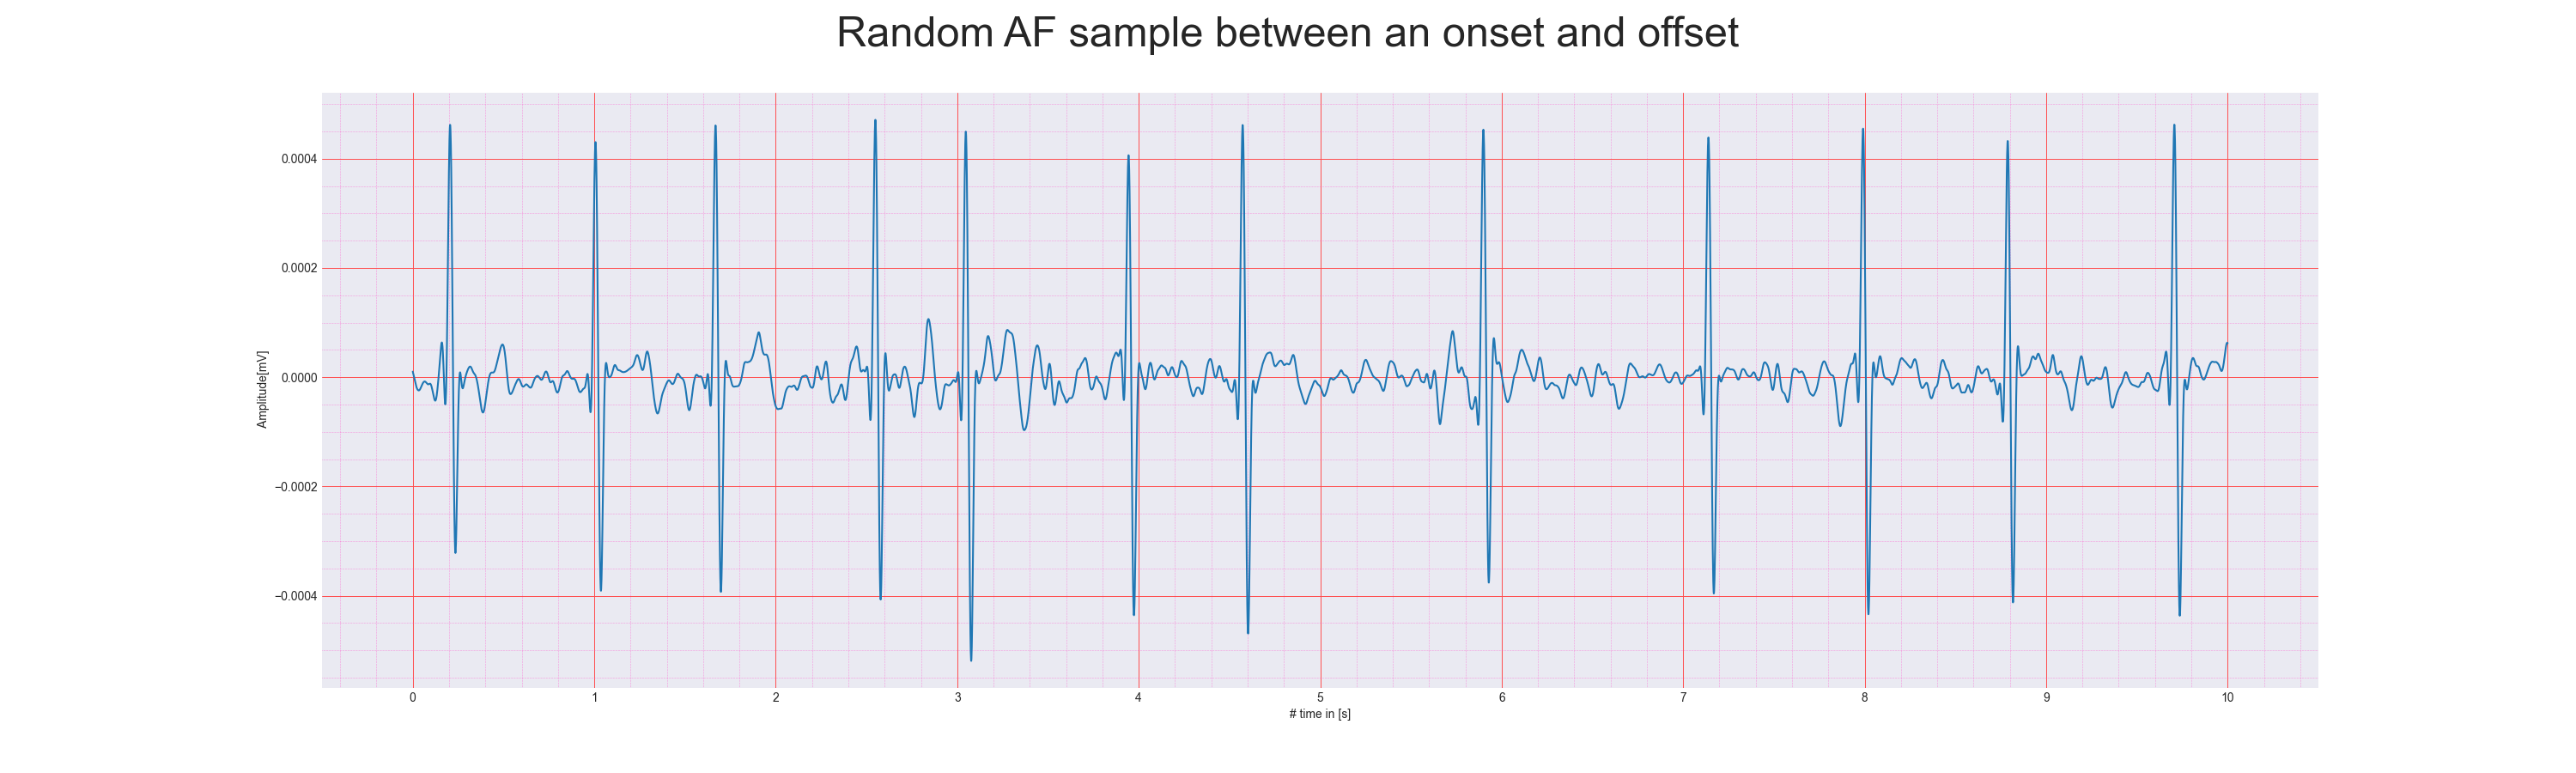 Random AF sample between an onset and offset
0.0004
0.0002
0.0000
−0.0002
−0.0004
Amplitude[mV]
0 1 2 3 4 5 6 7 8 9 10
# time in [s]